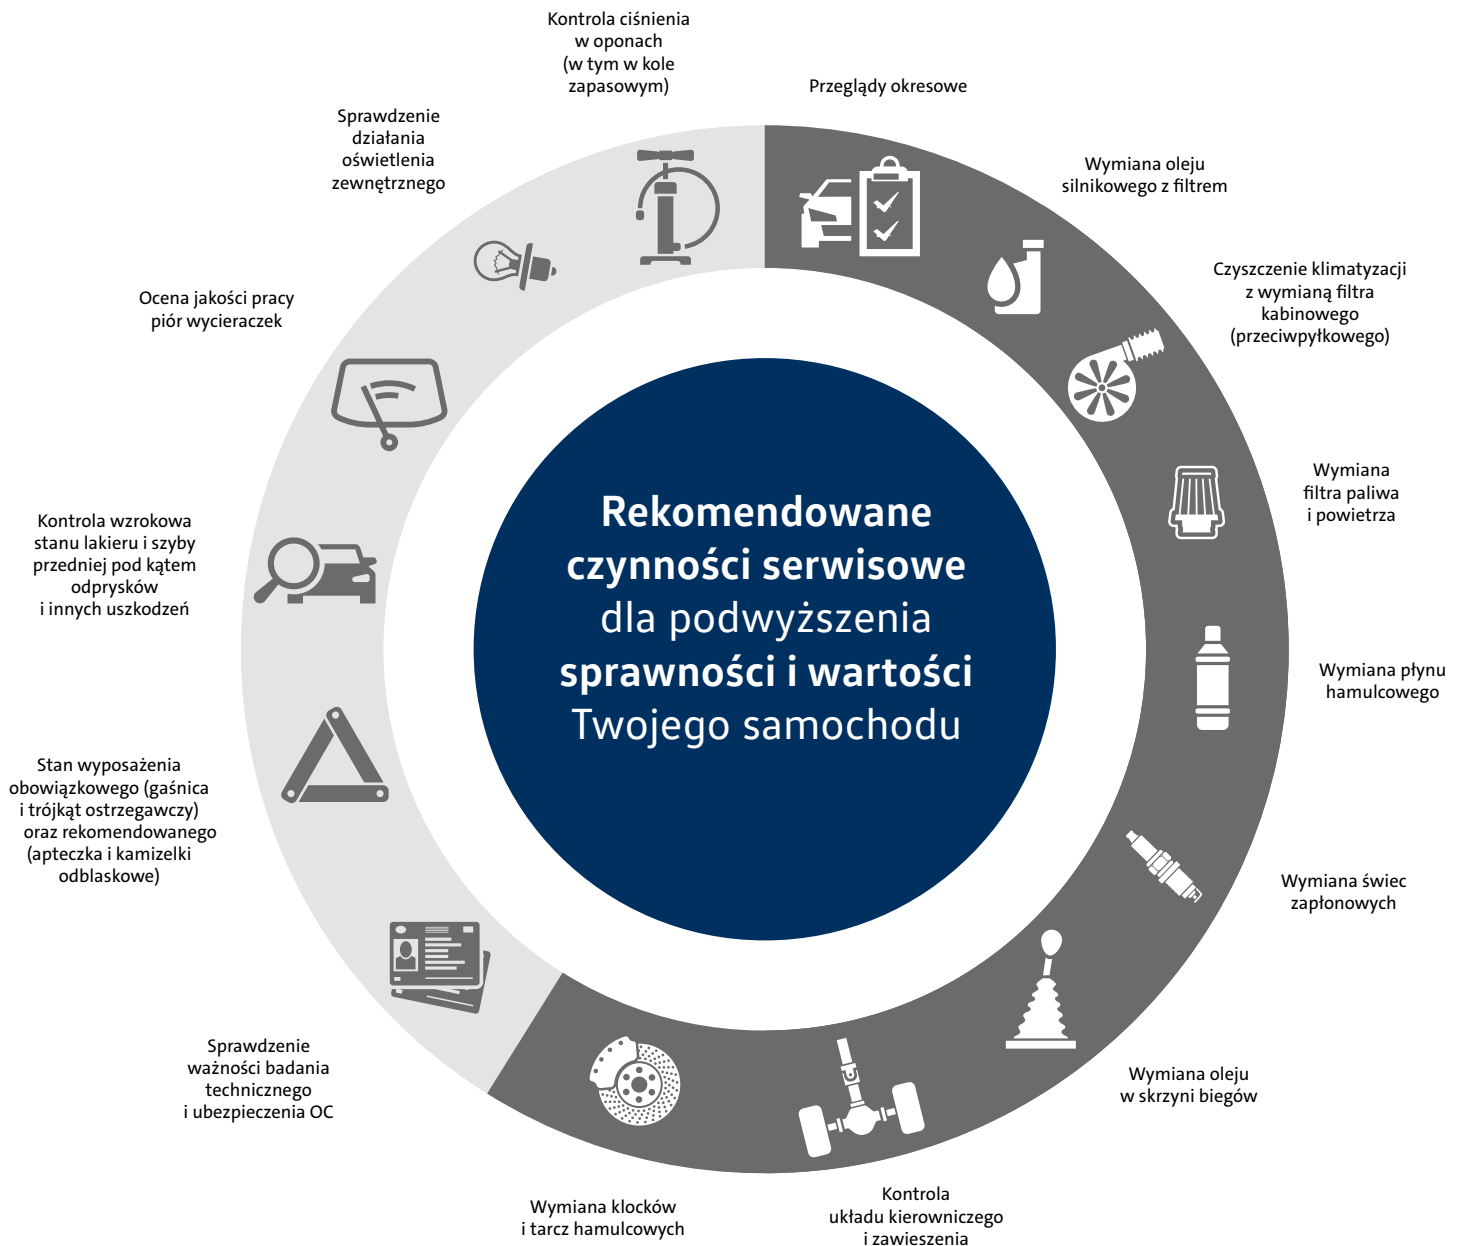 Kontrola ciśnienia
w oponach
(w tym w kole
zapasowym)
Przeglądy okresowe
Wymiana oleju
silnikowego z filtrem
Czyszczenie klimatyzacji
z wymianą filtra
kabinowego
(przeciwpyłkowego)
Wymiana
filtra paliwa
i powietrza
Wymiana płynu
hamulcowego
Wymiana świec
zapłonowych
Wymiana oleju
w skrzyni biegów
Kontrola
układu kierowniczego
i zawieszenia
Wymiana klocków
i tarcz hamulcowych
Sprawdzenie
ważności badania
technicznego
i ubezpieczenia OC
Stan wyposażenia
obowiązkowego (gaśnica
i trójkąt ostrzegawczy)
oraz rekomendowanego
(apteczka i kamizelki
odblaskowe)
Kontrola wzrokowa
stanu lakieru i szyby
przedniej pod kątem
odprysków
i innych uszkodzeń
Ocena jakości pracy
piór wycieraczek
Sprawdzenie
działania
oświetlenia
zewnętrznego
Rekomendowane
czynności serwisowe
dla podwyższenia
sprawności i wartości
Twojego samochodu